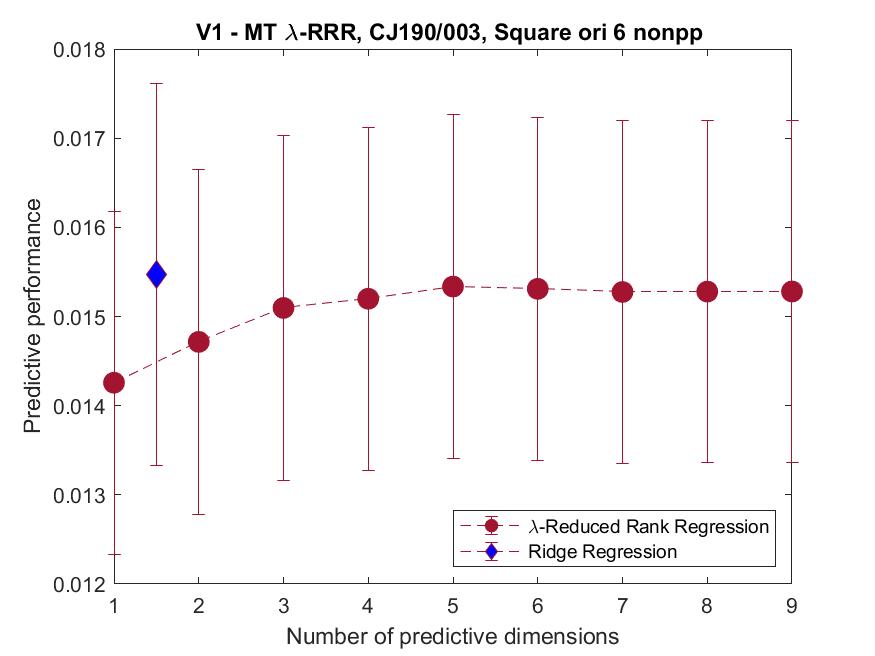 V1 - MT λ-RRR, CJ190/003, Square ori 6 nonpp
0.018
0.017
0.016
0.015
0.014
0.013
0.012
Predictive performance
λ-Reduced Rank Regression
Ridge Regression
1 2 3 4 5 6 7 8 9
Number of predictive dimensions